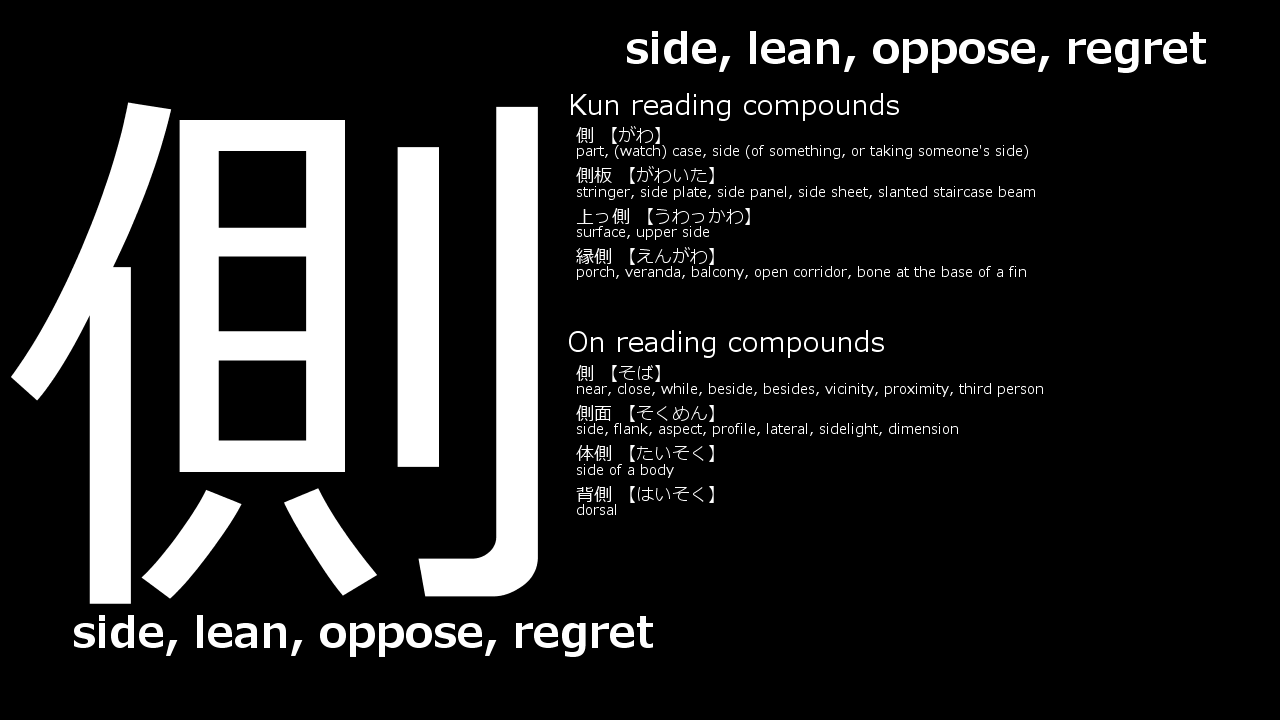 side, lean, oppose, regret
側
Kun reading compounds
側 【がわ】
part, (watch) case, side (of something, or taking someone's side)
側板 【がわいた】
stringer, side plate, side panel, side sheet, slanted staircase beam
上っ側 【うわっかわ】
surface, upper side
縁側 【えんがわ】
porch, veranda, balcony, open corridor, bone at the base of a fin
On reading compounds
側 【そば】
near, close, while, beside, besides, vicinity, proximity, third person
側面 【そくめん】
side, flank, aspect, profile, lateral, sidelight, dimension
体側 【たいそく】
side of a body
背側 【はいそく】
dorsal
side, lean, oppose, regret